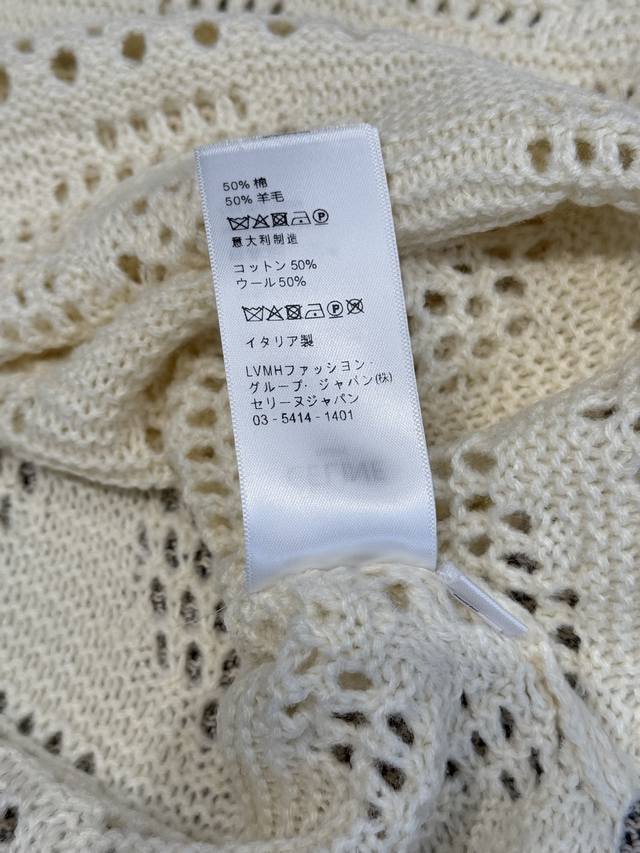 50% 棉
50% 羊毛
P
意大利制造
コットン 50%
ウール 50%
P
イタリア製
LVMHファッション・
グループ・ジャパン(株)
セリーヌジャパン
03 - 5414 - 1401
CELINE